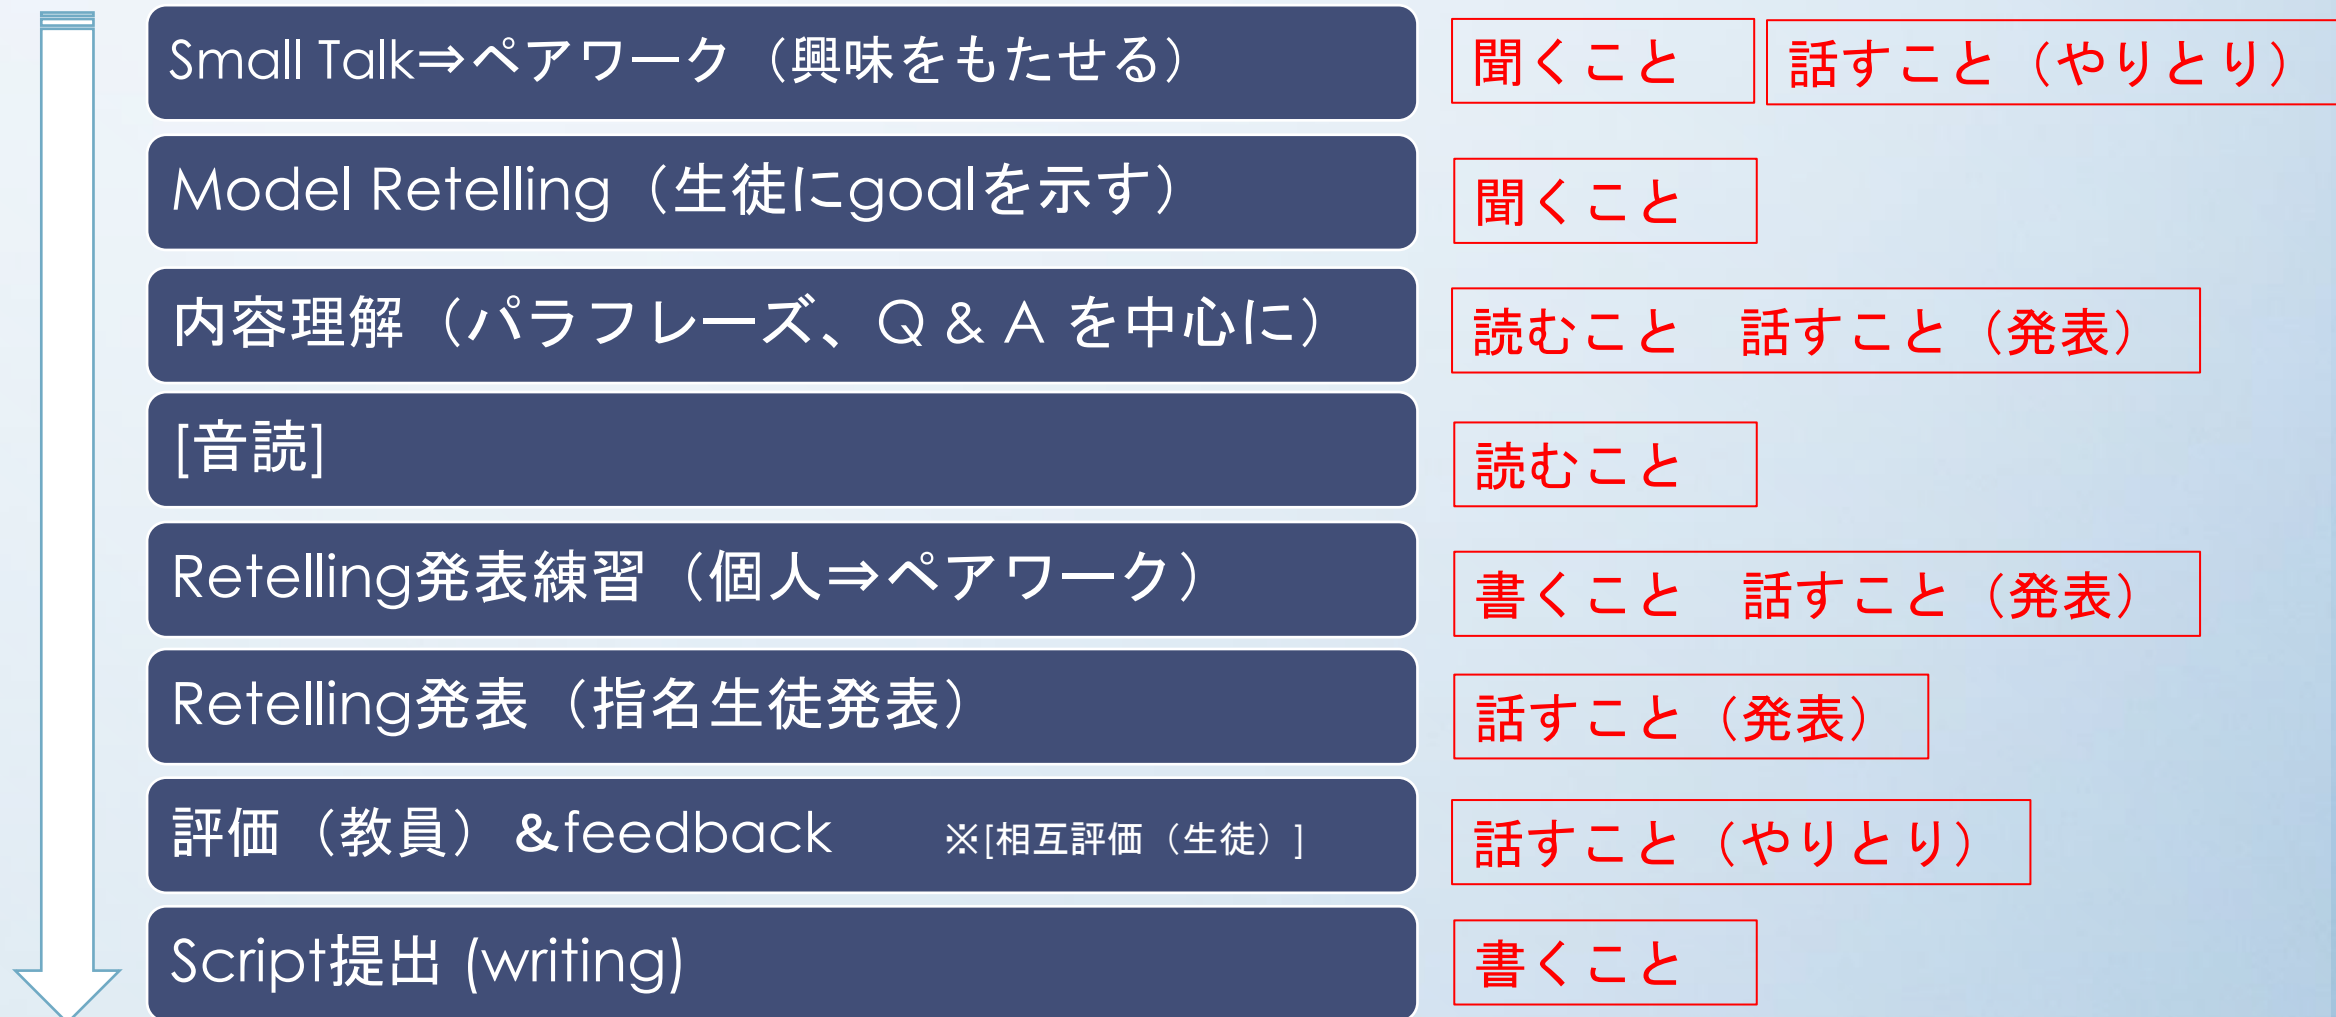 Small Talk⇒ペアワーク（興味をもたせる） 聞くこと 話すこと（やりとり）
Model Retelling（生徒にgoalを示す） 聞くこと
内容理解（パラフレーズ、Q & A を中心に） 読むこと　話すこと（発表）
[音読] 読むこと
Retelling発表練習（個人⇒ペアワーク） 書くこと　話すこと（発表）
Retelling発表（指名生徒発表） 話すこと（発表）
評価（教員）&feedback　　※[相互評価（生徒）] 話すこと（やりとり）
Script提出 (writing) 書くこと